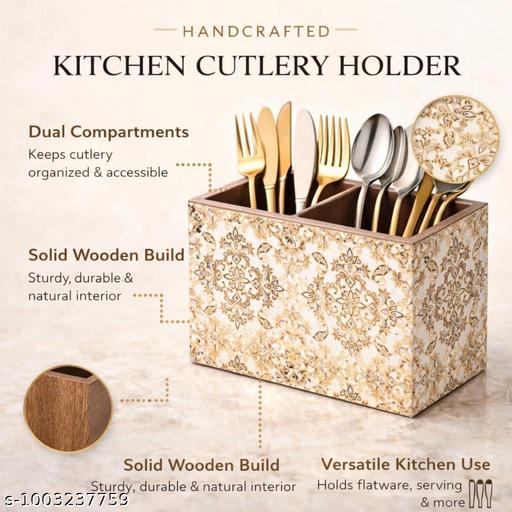 HANDCRAFTED
KITCHEN CUTLERY HOLDER
Dual Compartments
Keeps cutlery
organized & accessible
Solid Wooden Build
Sturdy, durable &
natural interior
Solid Wooden Build
Sturdy, durable & natural interior
Versatile Kitchen Use
Holds flatware, serving
& more
s-1003237759